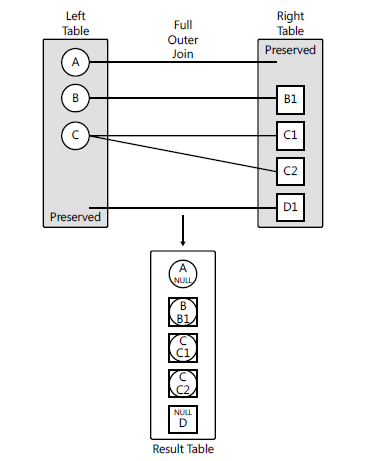 Left
Table
Full
Outer
Join
Right
Table
Preserved
A
B
B1
C
C1
C2
D1
Preserved
A
NULL
B
B1
C
C1
C
C2
NULL
D
Result Table